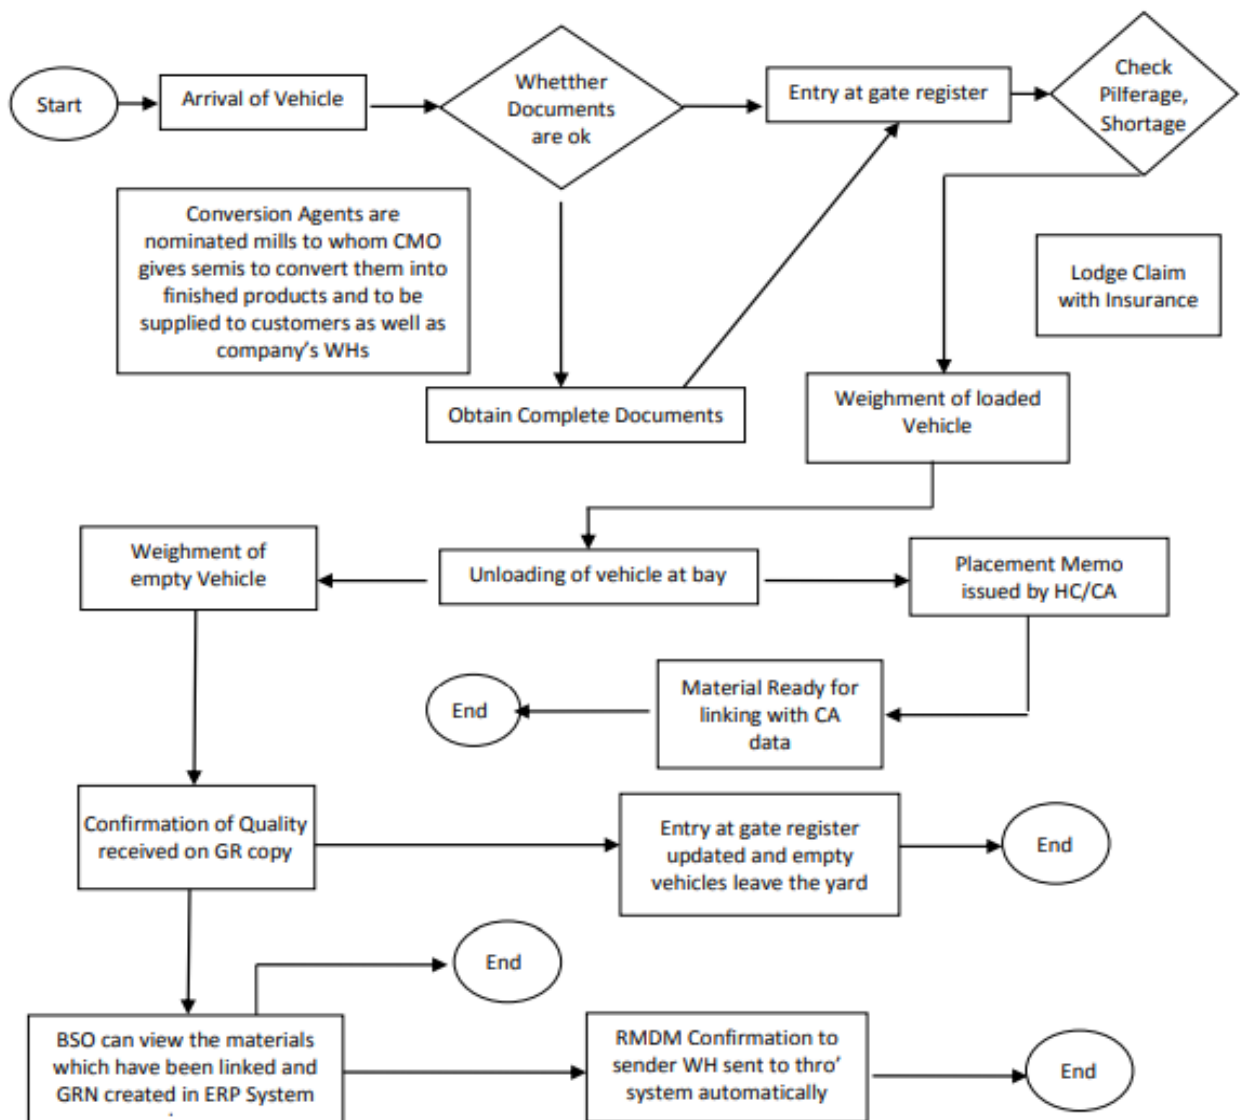 Start
Arrival of Vehicle
Whetther
Documents
are ok
Entry at gate register
Check
Pilferage,
Shortage
Conversion Agents are
nominated mills to whom CMO
gives semis to convert them into
finished products and to be
supplied to customers as well as
company's WHs
Lodge Claim
with Insurance
Obtain Complete Documents
Weighment of loaded
Vehicle
Weighment of
empty Vehicle
Unloading of vehicle at bay
Placement Memo
issued by HC/CA
End
Material Ready for
linking with CA
data
Confirmation of Quality
received on GR copy
Entry at gate register
updated and empty
vehicles leave the yard
End
End
BSO can view the materials
which have been linked and
GRN created in ERP System
RMDM Confirmation to
sender WH sent to thro'
system automatically
End